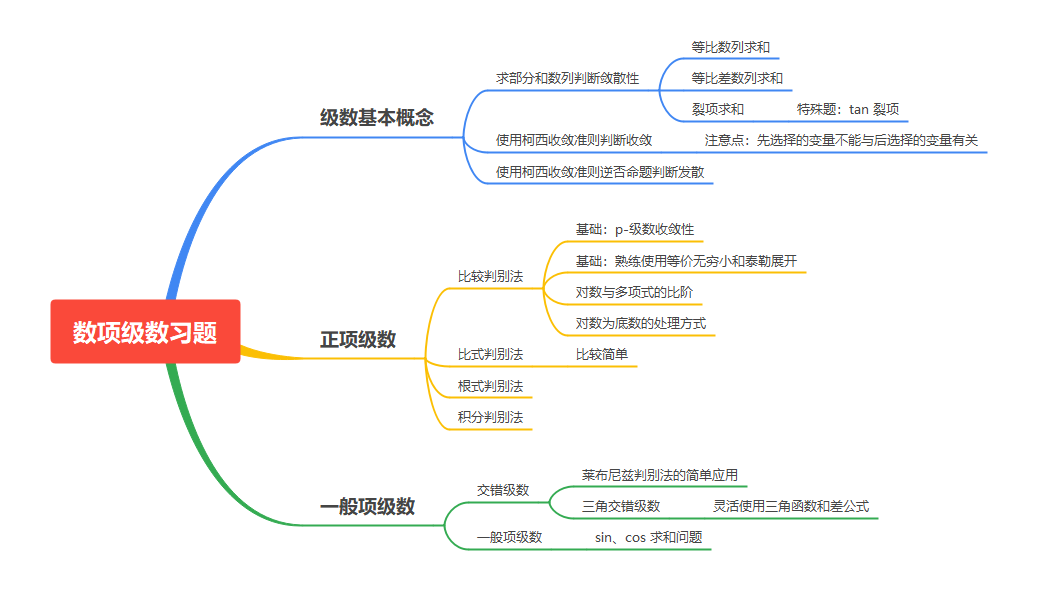 数项级数习题
级数基本概念
求部分和数列判断敛散性
等比数列求和
等比差数列求和
裂项求和
特殊题：tan 裂项
使用柯西收敛准则判断收敛
注意点：先选择的变量不能与后选择的变量有关
使用柯西收敛准则逆否命题判断发散
正项级数
比较判别法
基础：p-级数收敛性
基础：熟练使用等价无穷小和泰勒展开
对数与多项式的比阶
对数为底数的处理方式
比式判别法
比较简单
根式判别法
积分判别法
一般项级数
交错级数
莱布尼兹判别法的简单应用
三角交错级数
灵活使用三角函数和差公式
一般项级数
sin、cos 求和问题